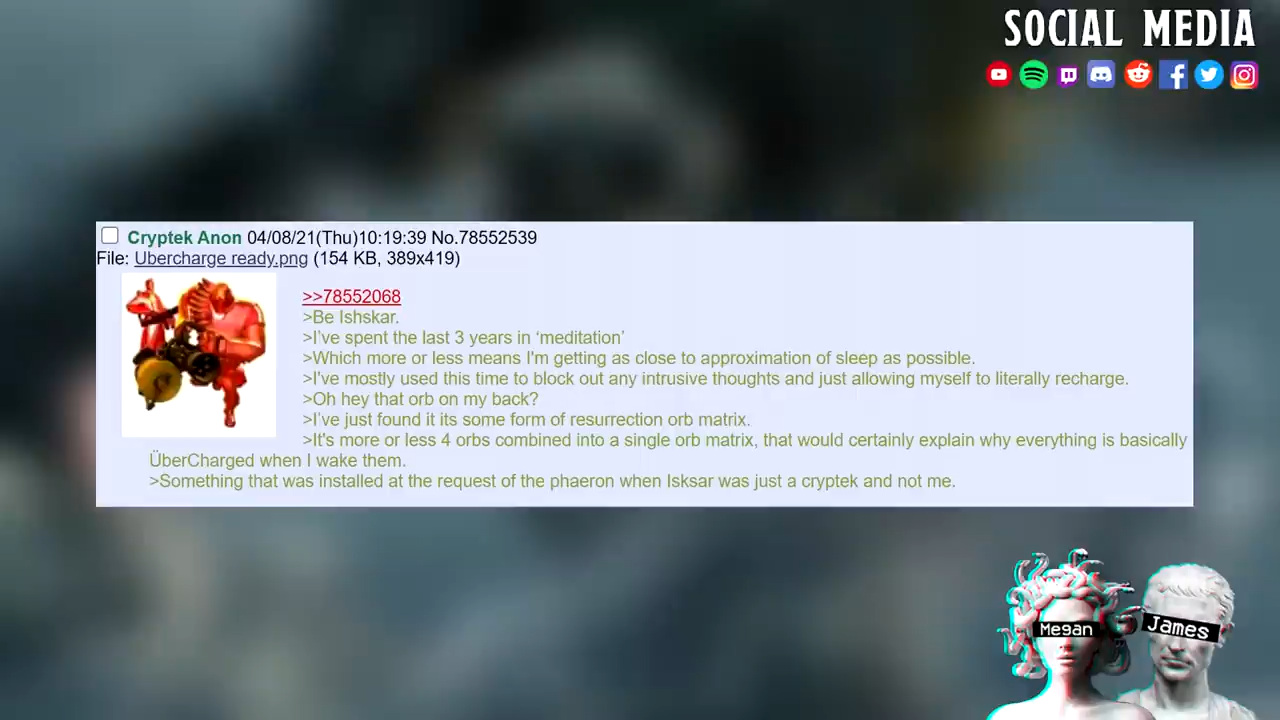 SOCIAL MEDIA
Cryptek Anon 04/08/21(Thu)10:19:39 No.78552539
File: Ubercharge ready.png (154 KB, 389x419)
>>78552068
>Be Ishskar.
>I’ve spent the last 3 years in ‘meditation’
>Which more or less means I'm getting as close to approximation of sleep as possible.
>I've mostly used this time to block out any intrusive thoughts and just allowing myself to literally recharge.
>Oh hey that orb on my back?
>I’ve just found it its some form of resurrection orb matrix.
>It's more or less 4 orbs combined into a single orb matrix, that would certainly explain why everything is basically
ÜberCharged when I wake them.
>Something that was installed at the request of the phaeron when Isksar was just a cryptek and not me.
Megan
James